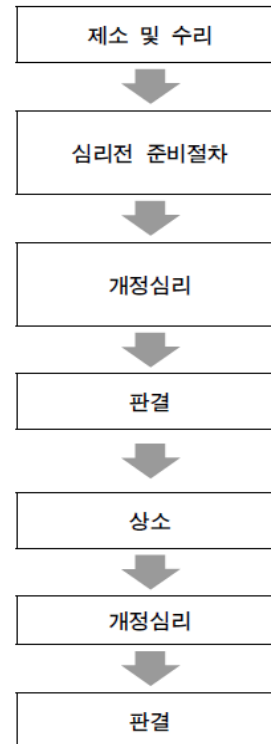 제소 및 수리
심리전 준비절차
개정심리
판결
상소
개정심리
판결